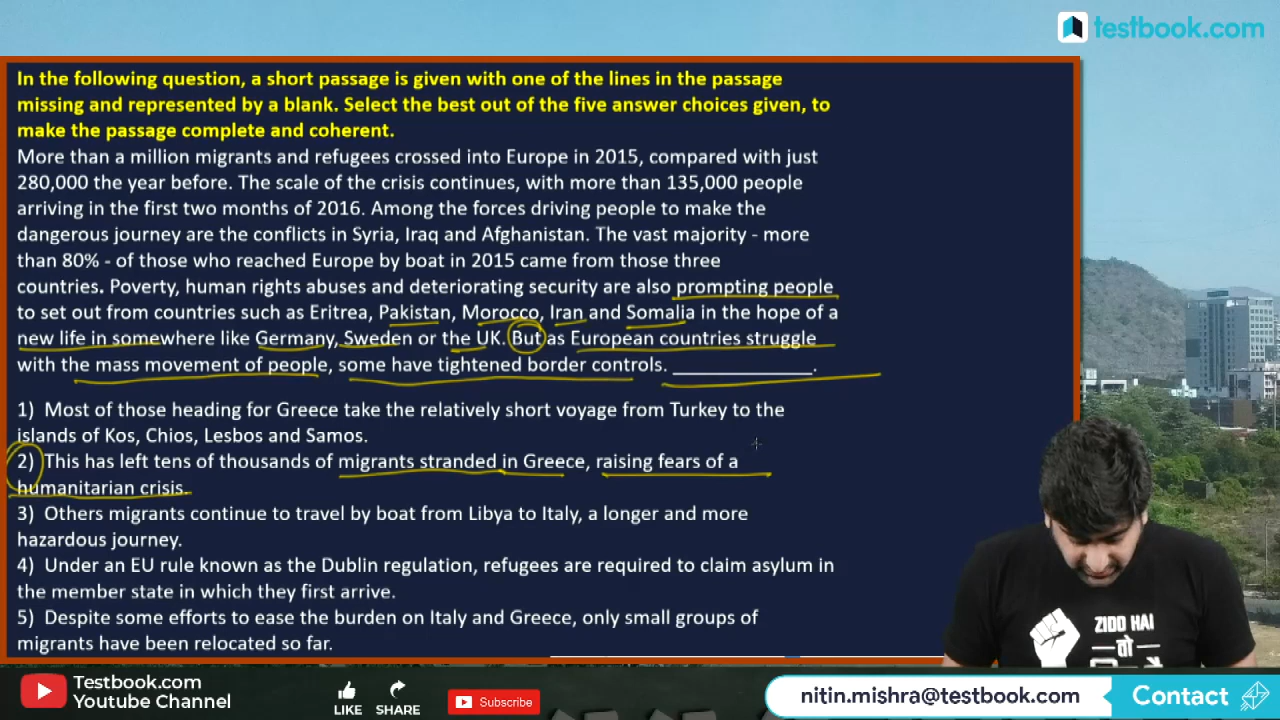 testbook.com
In the following question, a short passage is given with one of the lines in the passage
missing and represented by a blank. Select the best out of the five answer choices given, to
make the passage complete and coherent.
More than a million migrants and refugees crossed into Europe in 2015, compared with just
280,000 the year before. The scale of the crisis continues, with more than 135,000 people
arriving in the first two months of 2016. Among the forces driving people to make the
dangerous journey are the conflicts in Syria, Iraq and Afghanistan. The vast majority - more
than 80% - of those who reached Europe by boat in 2015 came from those three
countries. Poverty, human rights abuses and deteriorating security are also prompting people
to set out from countries such as Eritrea, Pakistan, Morocco, Iran and Somalia in the hope of a
new life in somewhere like Germany, Sweden or the UK. But as European countries struggle
with the mass movement of people, some have tightened border controls. _______________.
1) Most of those heading for Greece take the relatively short voyage from Turkey to the
islands of Kos, Chios, Lesbos and Samos.
2) This has left tens of thousands of migrants stranded in Greece, raising fears of a
humanitarian crisis.
3) Others migrants continue to travel by boat from Libya to Italy, a longer and more
hazardous journey.
4) Under an EU rule known as the Dublin regulation, refugees are required to claim asylum in
the member state in which they first arrive.
5) Despite some efforts to ease the burden on Italy and Greece, only small groups of
migrants have been relocated so far.
ZIDD HAI
वो
Testbook.com
YouTube Channel
LIKE
SHARE
Subscribe
nitin.mishra@testbook.com
Contact